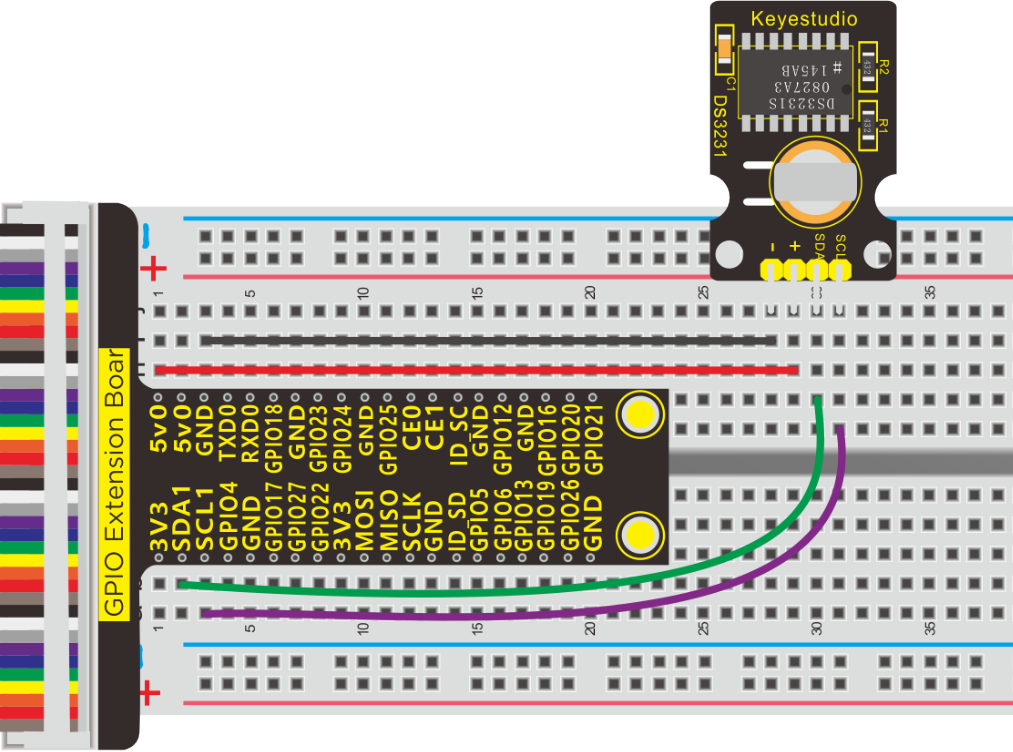 Keyestudio
C1
DS3231
#
145AB
0827A3
DS3231S
R2
432
R1
432
- + SDA SCL
-
+
1 5 10 15 20 25 30 35
J
GPIO Extension Boar
5v0 5v0 GND TXD0 RXD0 GPIO18 GND GPIO23 GPIO24 GND GPIO25 CE0 CE1 ID_SC GND GPIO12 GND GPIO16 GPIO20 GPIO21
3V3 SDA1 SCL1 GPIO4 GND GPIO17 GPIO27 GPIO22 3V3 MOSI MISO SCLK GND ID_SD GPIO5 GPIO6 GPIO13 GPIO19 GPIO26 GND
1 5 10 15 20 25 30 35
+